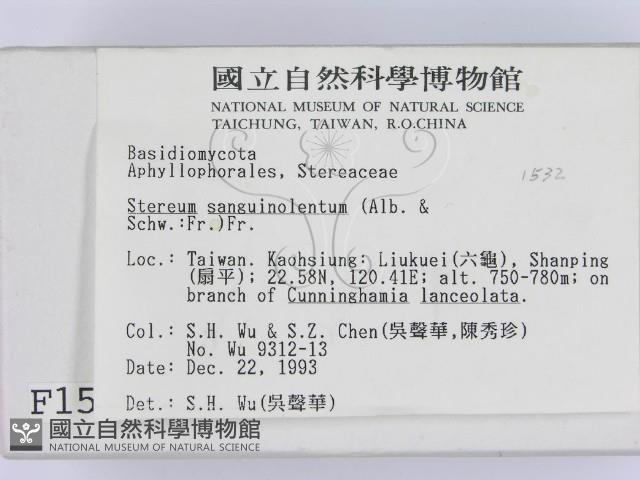 國立自然科學博物館
NATIONAL MUSEUM OF NATURAL SCIENCE
TAICHUNG, TAIWAN, R.O.CHINA
Basidiomycota
Aphyllophorales, Stereaceae
1532
Stereum sanguinolentum (Alb. &
Schw.:Fr.)Fr.
Loc.: Taiwan. Kaohsiung: Liukuei(六龜), Shanping
(扇平); 22.58N, 120.41E; alt. 750-780m; on
branch of Cunninghamia lanceolata.
Col.: S.H. Wu & S.Z. Chen(吳聲華,陳秀珍)
No. Wu 9312-13
Date: Dec. 22, 1993
Det.: S.H. Wu(吳聲華)
F15
國立自然科學博物館
NATIONAL MUSEUM OF NATURAL SCIENCE